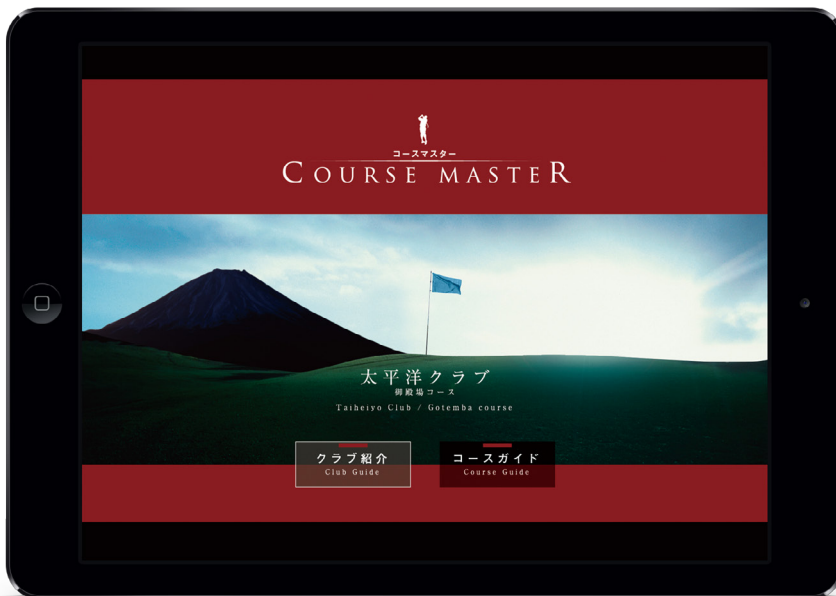 コースマスター
COURSE MASTER
太平洋クラブ
御殿場コース
Taiheiyo Club / Gotemba course
クラブ紹介
Club Guide
コースガイド
Course Guide